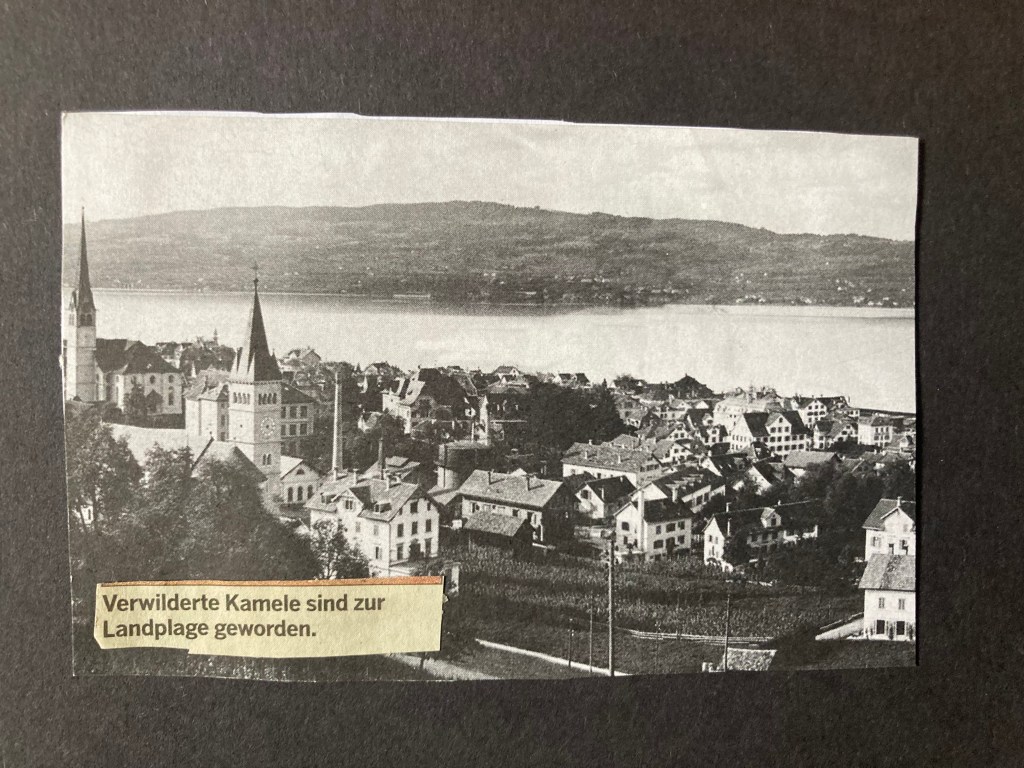 Verwilderte Kamele sind zur
Landplage geworden.